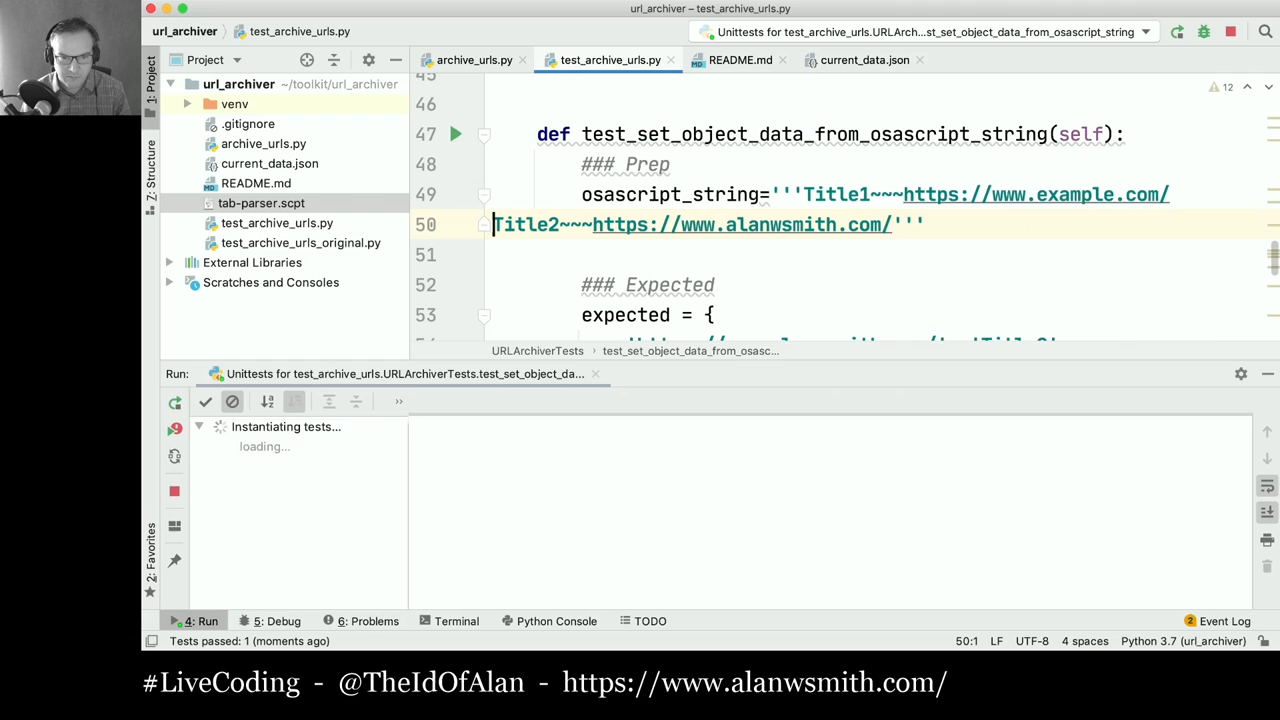 url_archiver – test_archive_urls.py
url_archiver
test_archive_urls.py
Unittests for test_archive_urls.URLArch...st_set_object_data_from_osascript_string
1: Project
Project
archive_urls.py
test_archive_urls.py
README.md
current_data.json
url_archiver ~/toolkit/url_archiver
venv
.gitignore
archive_urls.py
current_data.json
README.md
tab-parser.scpt
test_archive_urls.py
test_archive_urls_original.py
External Libraries
Scratches and Consoles
Z: Structure
12
45
46
47 def test_set_object_data_from_osascript_string(self):
48 ### Prep
49 osascript_string='''Title1~~~https://www.example.com/
50 Title2~~~https://www.alanwsmith.com/'''
51
52 ### Expected
53 expected = {
URLArchiverTests
test_set_object_data_from_osasc...
Run:
Unittests for test_archive_urls.URLArchiverTests.test_set_object_da...
Instantiating tests...
loading...
2: Favorites
4: Run
5: Debug
6: Problems
Terminal
Python Console
TODO
2 Event Log
Tests passed: 1 (moments ago)
50:1 LF UTF-8 4 spaces Python 3.7 (url_archiver)
#LiveCoding - @TheIdOfAlan - https://www.alanwsmith.com/